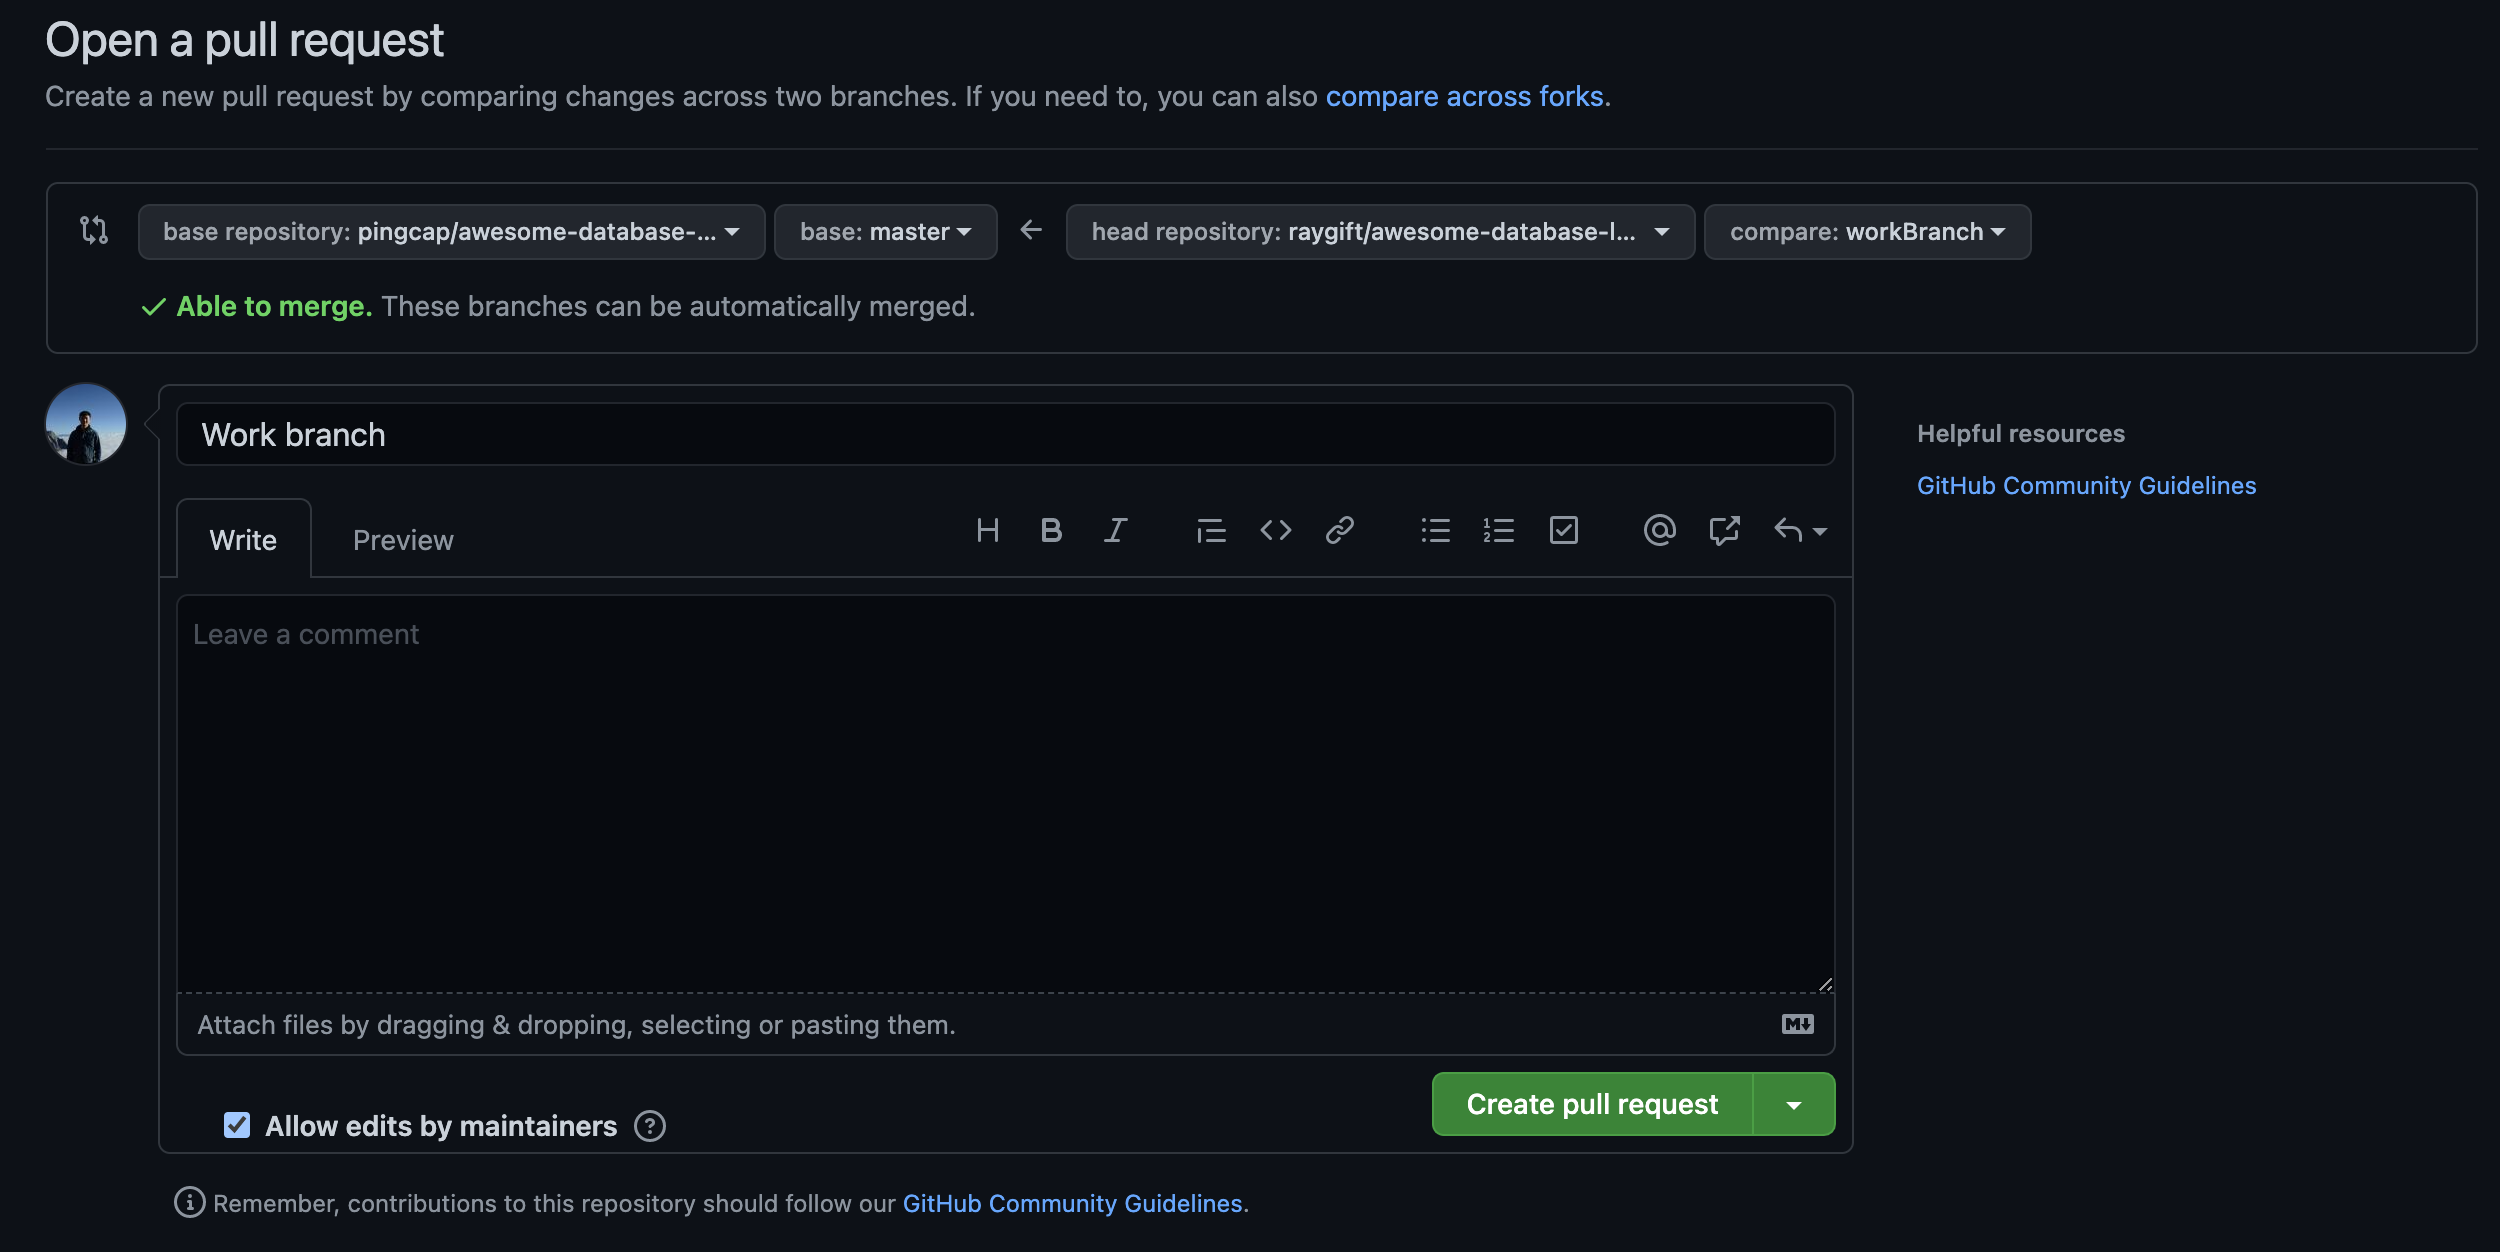 Open a pull request
Create a new pull request by comparing changes across two branches. If you need to, you can also compare across forks.
base repository: pingcap/awesome-database-... base: master ← head repository: raygift/awesome-database-l... compare: workBranch
Able to merge. These branches can be automatically merged.
Work branch
Helpful resources
GitHub Community Guidelines
Write Preview
Leave a comment
Attach files by dragging & dropping, selecting or pasting them.
Create pull request
Allow edits by maintainers
Remember, contributions to this repository should follow our GitHub Community Guidelines.